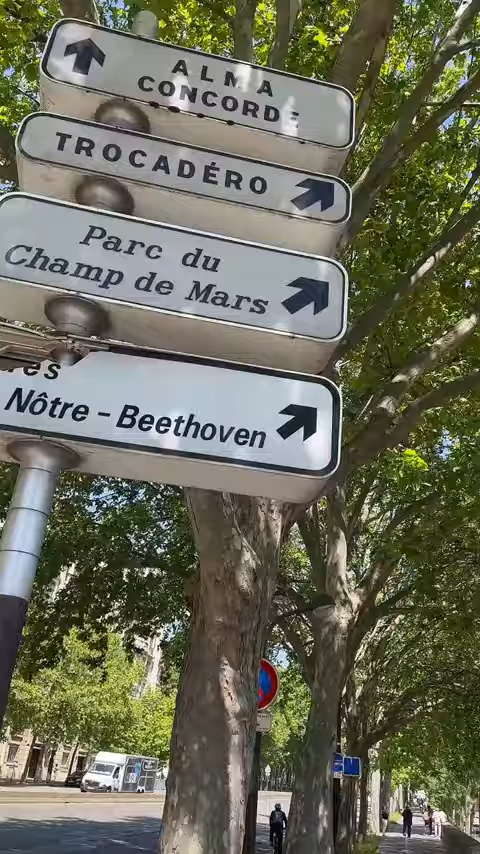 ALMA
CONCORDE
TROCADÉRO
Parc du
Champ de Mars
Nôtre - Beethoven